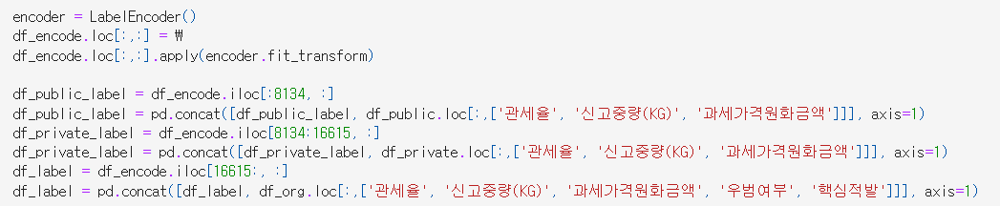 encoder = LabelEncoder()
df_encode.loc[:,:] = ₩
df_encode.loc[:,:].apply(encoder.fit_transform)
df_public_label = df_encode.iloc[:8134, :]
df_public_label = pd.concat([df_public_label, df_public.loc[:,['관세율', '신고중량(KG)', '과세가격원화금액']]], axis=1)
df_private_label = df_encode.iloc[8134:16615, :]
df_private_label = pd.concat([df_private_label, df_private.loc[:,['관세율', '신고중량(KG)', '과세가격원화금액']]], axis=1)
df_label = df_encode.iloc[16615:, :]
df_label = pd.concat([df_label, df_org.loc[:,['관세율', '신고중량(KG)', '과세가격원화금액', '우범여부', '핵심적발']]], axis=1)